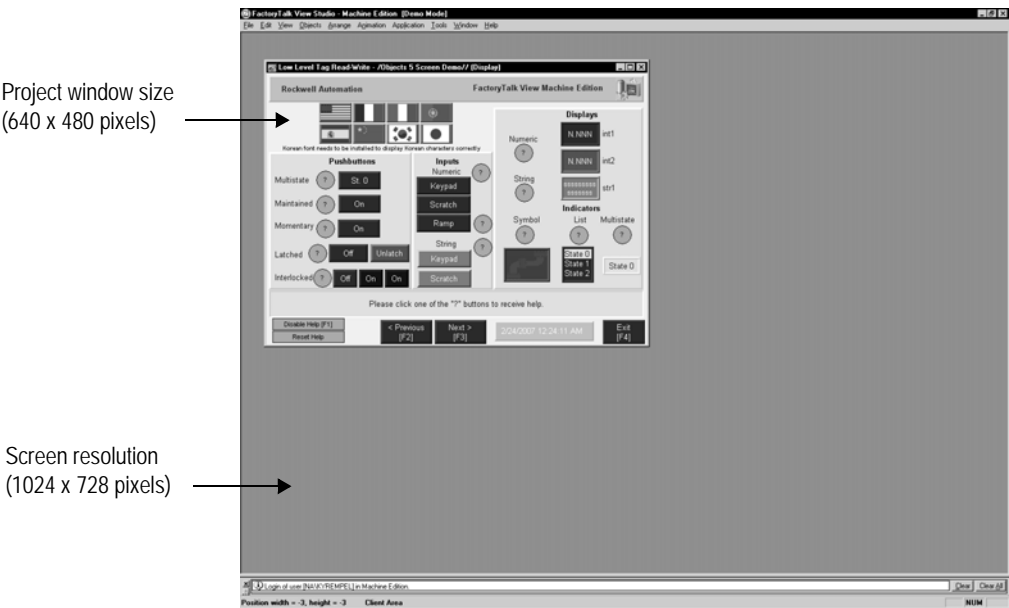 FactoryTalk View Studio - Machine Edition [Demo Mode]
File Edit View Objects Arrange Animation Application Tools Window Help
Project window size
(640 x 480 pixels)
Low Level Tag Read-Write - /Objects 5 Screen Demo// (Display)
Rockwell Automation
FactoryTalk View Machine Edition
Korean font needs to be installed to display Korean characters correctly
Pushbuttons
Multistate ? St. 0
Maintained ? On
Momentary ? On
Latched ? Off Unlatch
Interlocked ? Off On On
Inputs
Numeric ?
Keypad
Scratch
Ramp ?
String ?
Keypad
Scratch
Displays
Numeric ? N.NNN int1
N.NNN int2
String ? str1
Indicators
Symbol List Multistate
? ? ?
State 0
State 1
State 2
State 0
Please click one of the "?" buttons to receive help.
Disable Help [F1]
Reset Help
< Previous
[F2]
Next >
[F3]
2/24/2007 12:24:11 AM
Exit
[F4]
Screen resolution
(1024 x 728 pixels)
Login of user [NA\KYREMPEL] in Machine Edition.
Clear Clear All
Position width = -3, height = -3 Client Area NUM